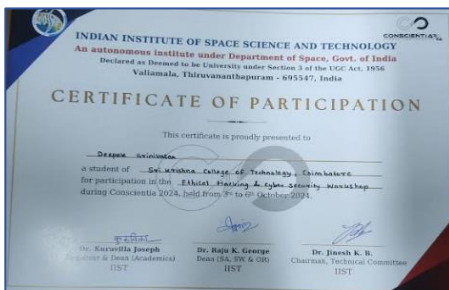 CONSCIENTIA
INDIAN INSTITUTE OF SPACE SCIENCE AND TECHNOLOGY
An autonomous institute under Department of Space, Govt. of India
Declared as Deemed to be University under Section 3 of the UGC Act, 1956
Valiamala, Thiruvananthapuram - 695547, India
CERTIFICATE OF PARTICIPATION
This certificate is proudly presented to
Deepak Srinivasan
a student of Sri Krishna College of Technology, Coimbatore
for participation in the Ethical Hacking & Cyber Security Workshop
during Conscientia 2024, held from 3rd to 6th October 2024.
Dr. Kuruvilla Joseph
Registrar & Dean (Academics)
IIST
Dr. Raju K. George
Dean (SA, SW & OR)
IIST
Dr. Jinesh K. B.
Chairman, Technical Committee
IIST